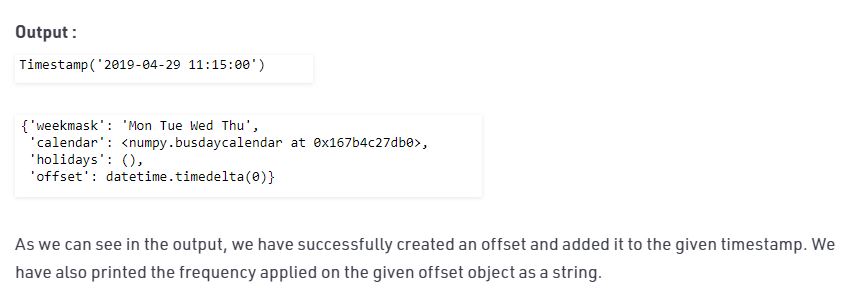 Output :
Timestamp('2019-04-29 11:15:00')
{'weekmask': 'Mon Tue Wed Thu',
 'calendar': <numpy.busdaycalendar at 0x167b4c27db0>,
 'holidays': (),
 'offset': datetime.timedelta(0)}
As we can see in the output, we have successfully created an offset and added it to the given timestamp. We
have also printed the frequency applied on the given offset object as a string.